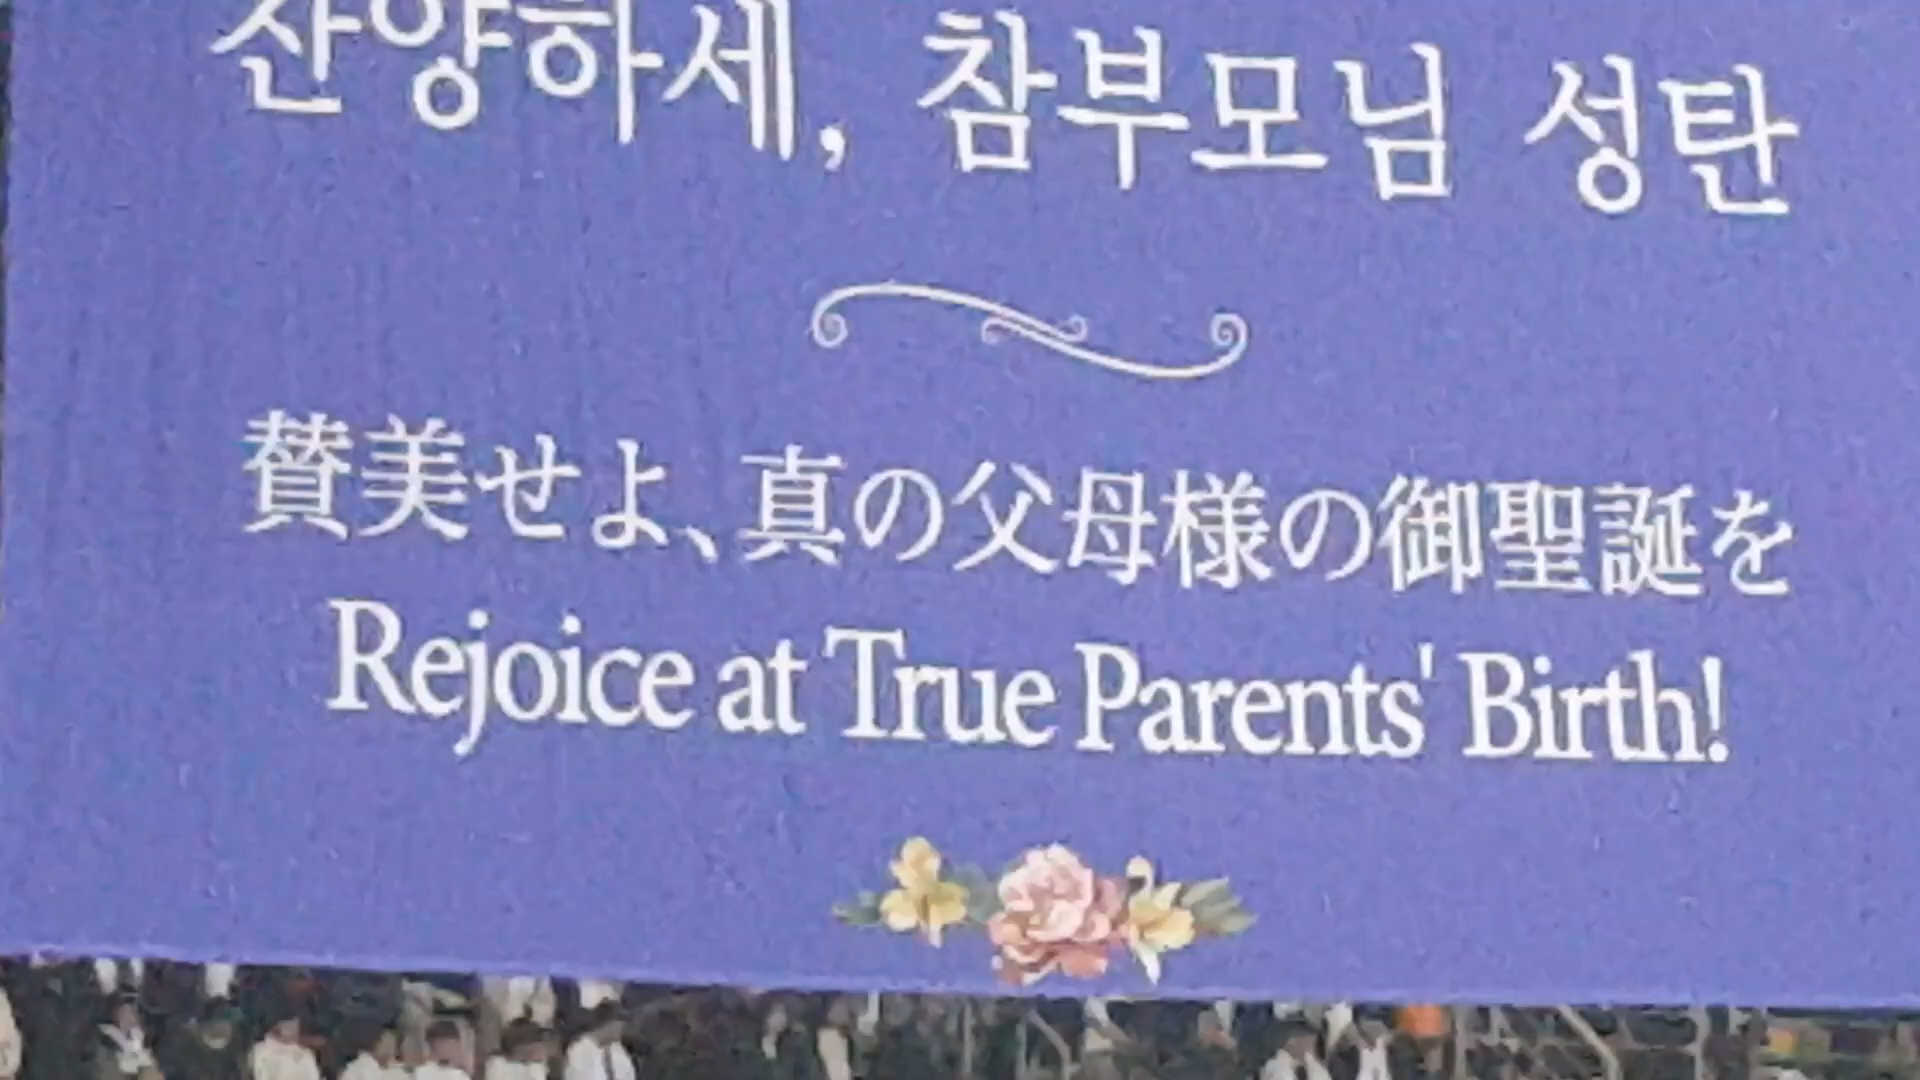 찬양하세, 참부모님 성탄
賛美せよ、真の父母様の御聖誕を
Rejoice at True Parents' Birth!